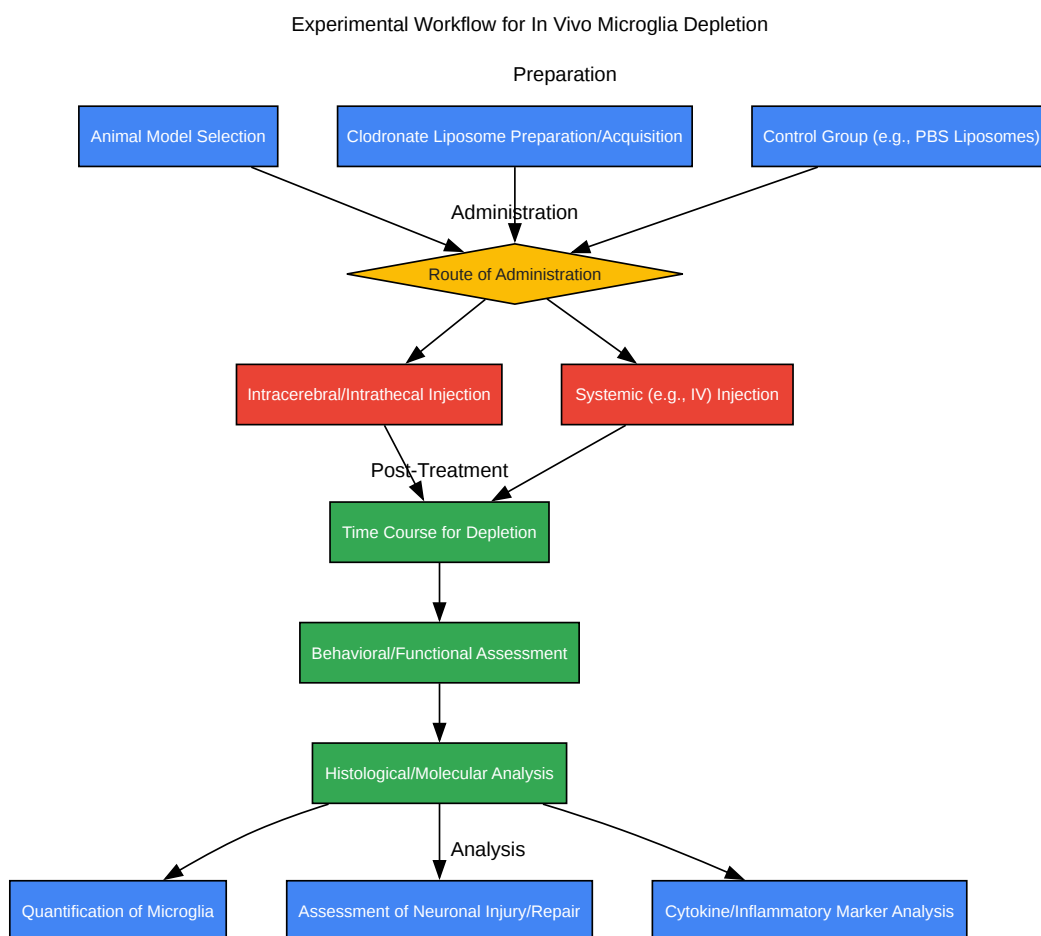 Experimental Workflow for In Vivo Microglia Depletion
Preparation
Animal Model Selection
Clodronate Liposome Preparation/Acquisition
Control Group (e.g., PBS Liposomes)
Administration
Route of Administration
Intracerebral/Intrathecal Injection
Systemic (e.g., IV) Injection
Post-Treatment
Time Course for Depletion
Behavioral/Functional Assessment
Histological/Molecular Analysis
Analysis
Quantification of Microglia
Assessment of Neuronal Injury/Repair
Cytokine/Inflammatory Marker Analysis